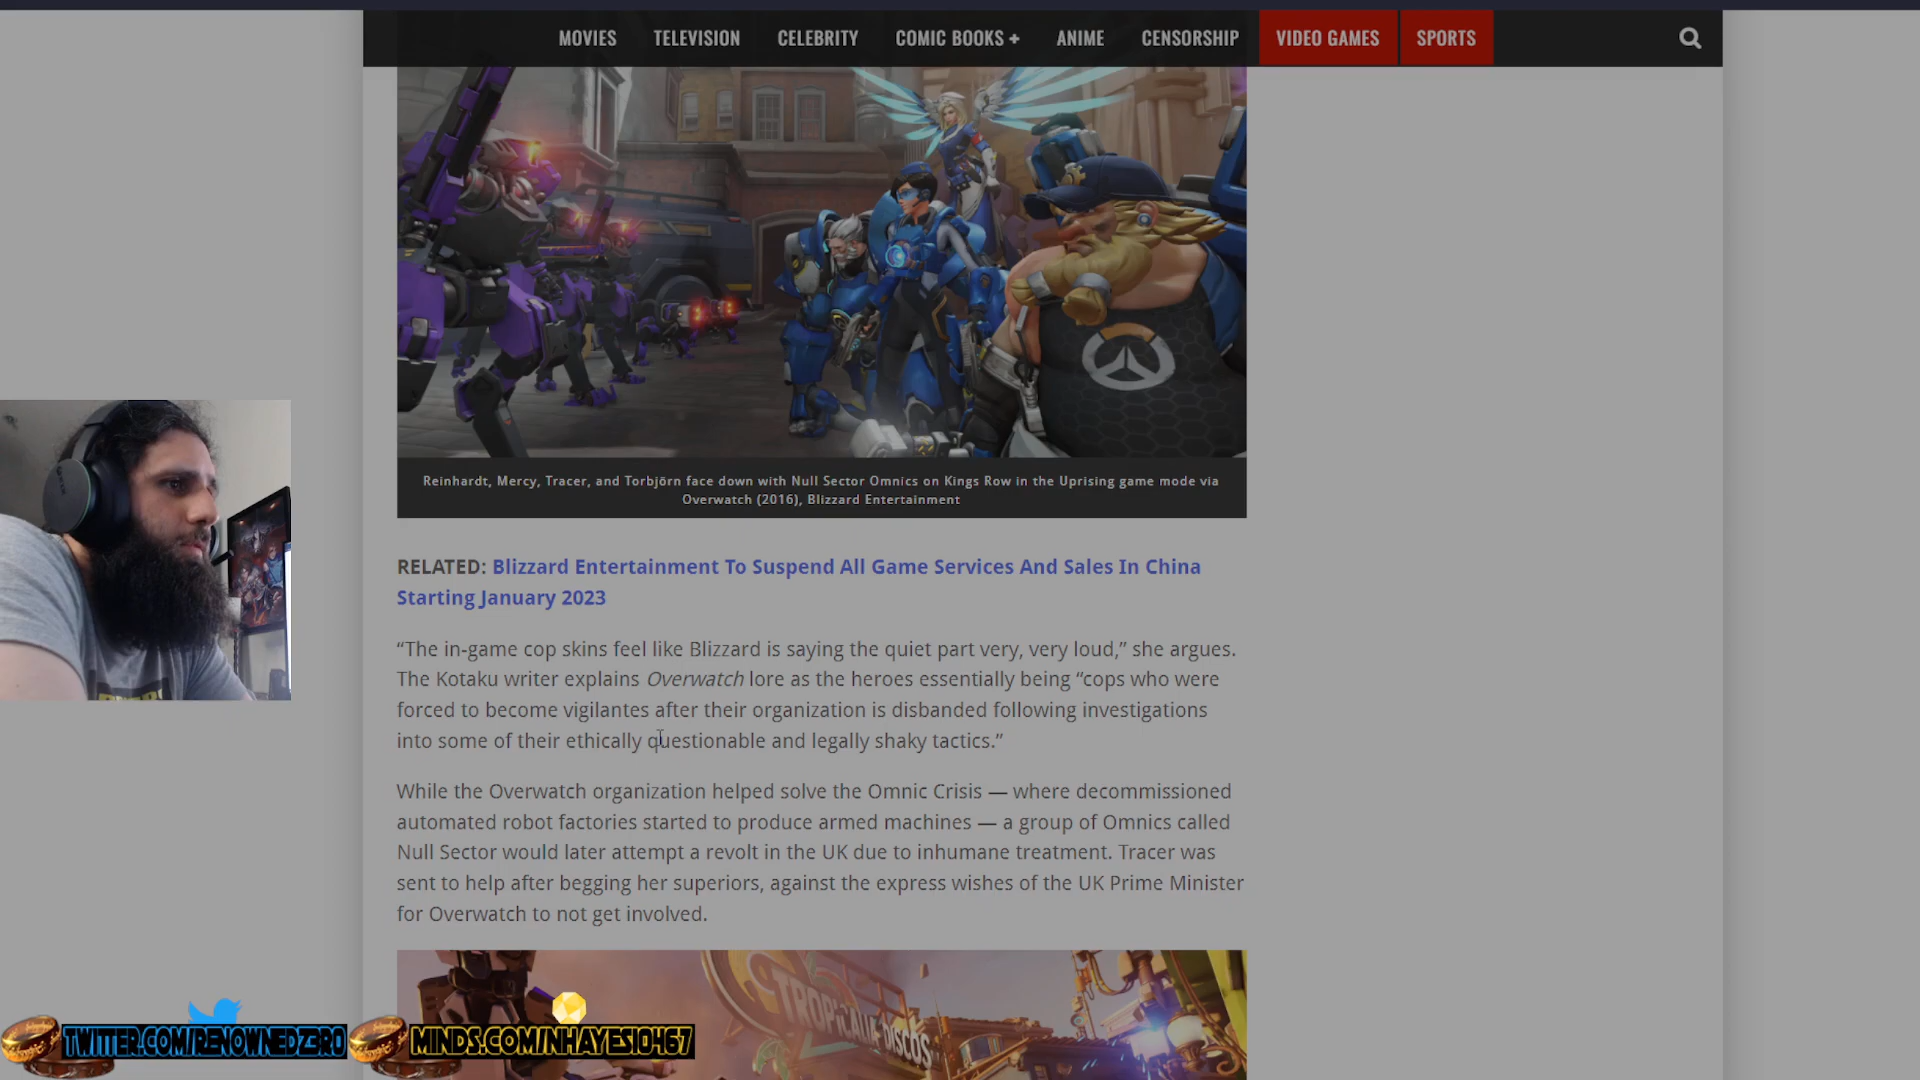 MOVIES TELEVISION CELEBRITY COMIC BOOKS + ANIME CENSORSHIP VIDEO GAMES SPORTS
Reinhardt, Mercy, Tracer, and Torbjörn face down with Null Sector Omnics on Kings Row in the Uprising game mode via
Overwatch (2016), Blizzard Entertainment
RELATED: Blizzard Entertainment To Suspend All Game Services And Sales In China
Starting January 2023
“The in-game cop skins feel like Blizzard is saying the quiet part very, very loud,” she argues.
The Kotaku writer explains Overwatch lore as the heroes essentially being “cops who were
forced to become vigilantes after their organization is disbanded following investigations
into some of their ethically questionable and legally shaky tactics.”
While the Overwatch organization helped solve the Omnic Crisis — where decommissioned
automated robot factories started to produce armed machines — a group of Omnics called
Null Sector would later attempt a revolt in the UK due to inhumane treatment. Tracer was
sent to help after begging her superiors, against the express wishes of the UK Prime Minister
for Overwatch to not get involved.
TROPICALIA DISCOS
TWITTER.COM/RENOWNEDZ3R0
MINDS.COM/NHAYES10467